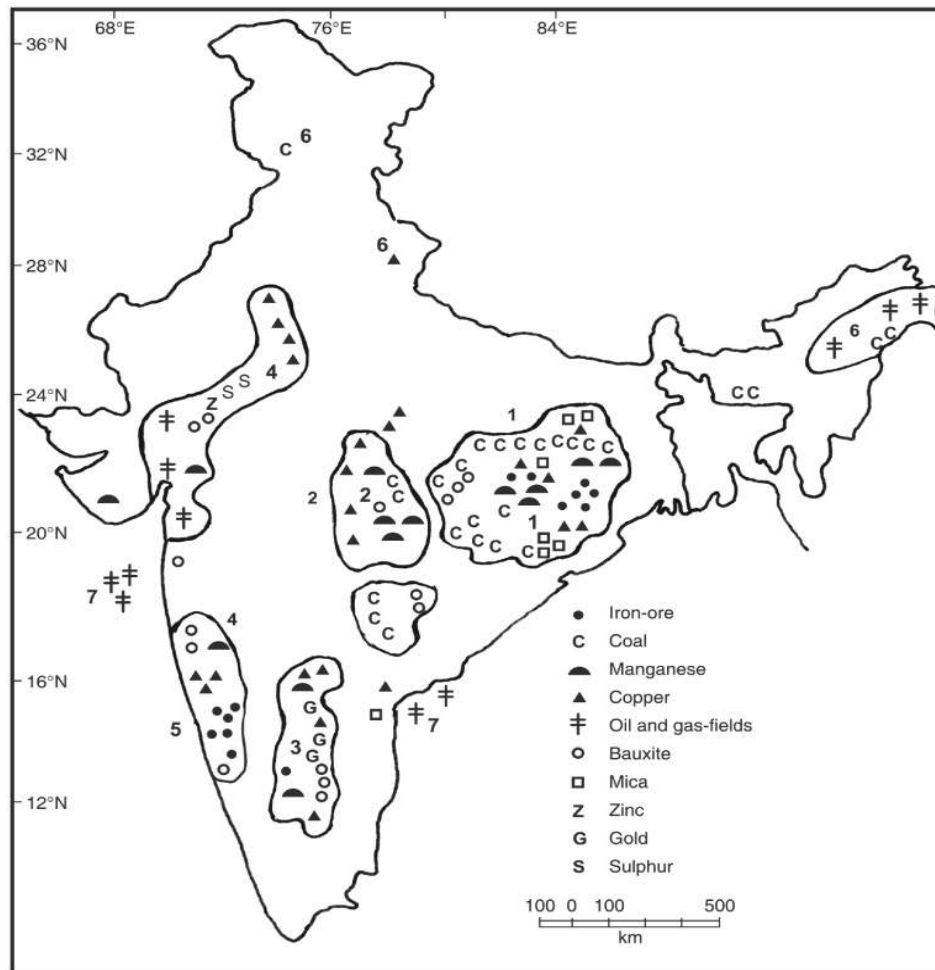 68°E 76°E 84°E
36°N
C 6
32°N
6
28°N
6
C C
4
S S
24°N
C C
Z
1
C C C C C C C C C
C
C
2 2
C
C
C
1
C
20°N
C C C C
7
C
4
C
C
16°N
G
5
7
3 G
G
12°N
Iron-ore
C Coal
Manganese
Copper
Oil and gas-fields
Bauxite
Mica
Z Zinc
G Gold
S Sulphur
100 0 100 500
km